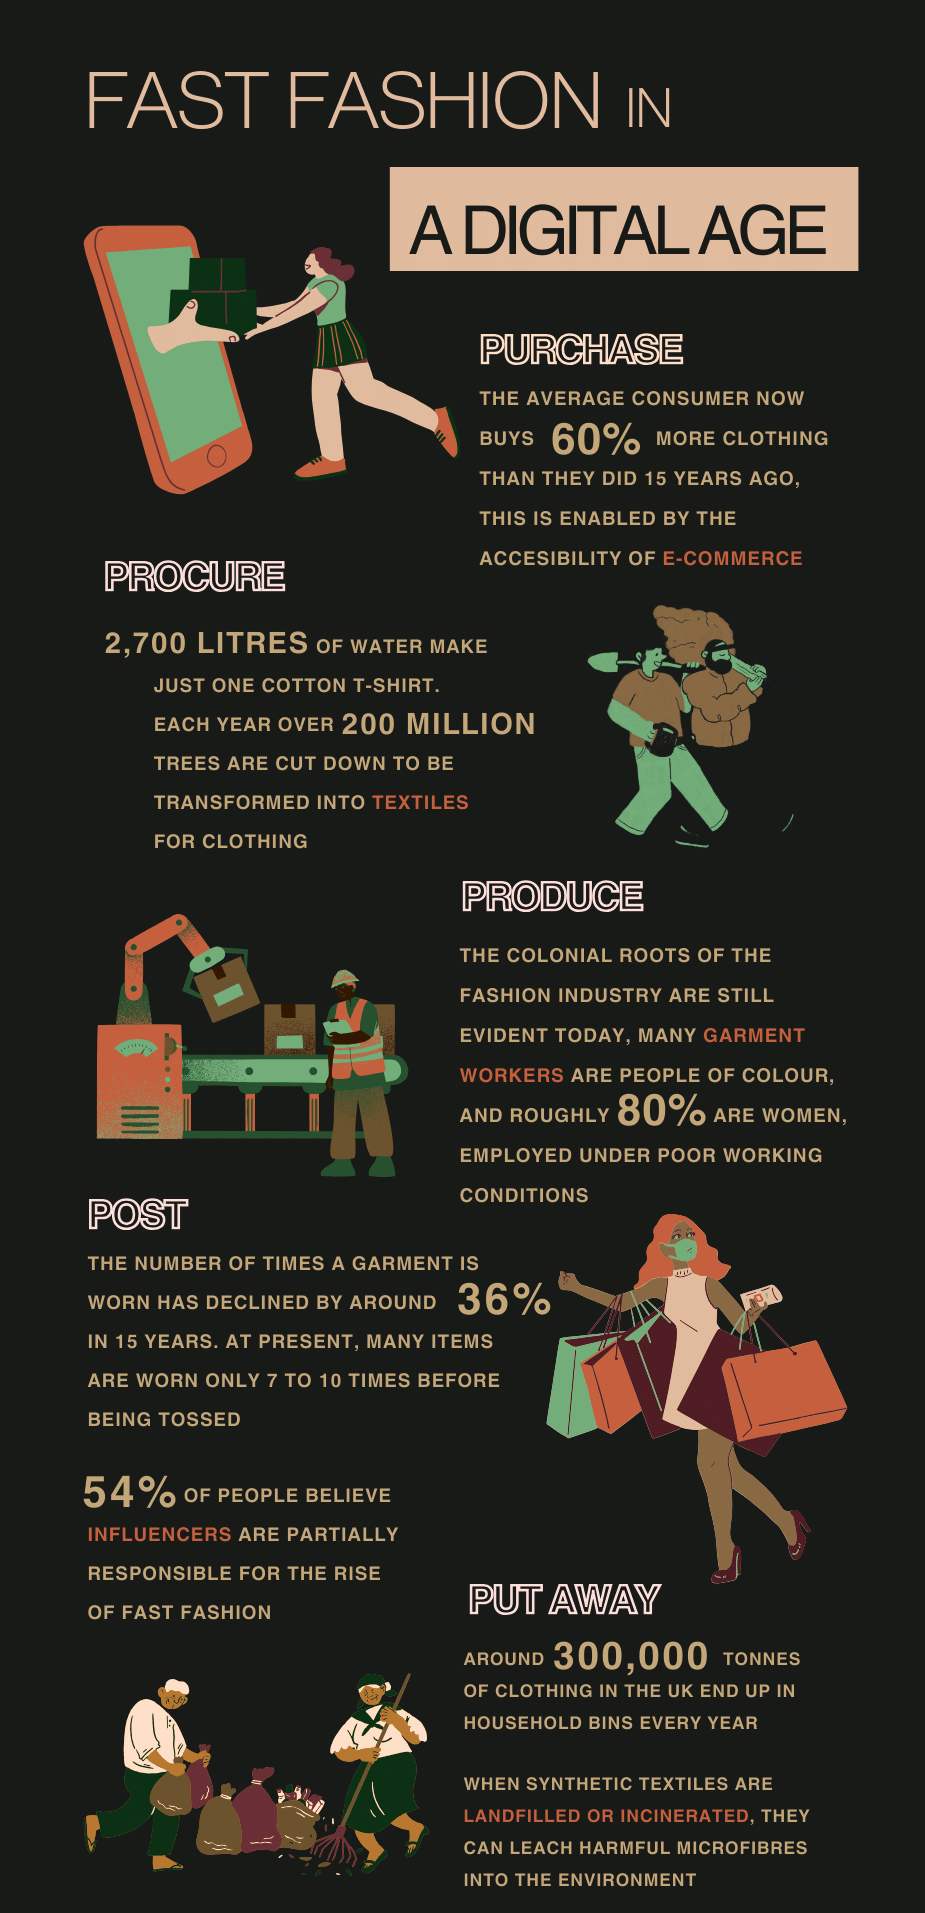 FAST FASHION IN
A DIGITAL AGE
PURCHASE
THE AVERAGE CONSUMER NOW
BUYS 60% MORE CLOTHING
THAN THEY DID 15 YEARS AGO,
THIS IS ENABLED BY THE
ACCESIBILITY OF E-COMMERCE
PROCURE
2,700 LITRES OF WATER MAKE
JUST ONE COTTON T-SHIRT.
EACH YEAR OVER 200 MILLION
TREES ARE CUT DOWN TO BE
TRANSFORMED INTO TEXTILES
FOR CLOTHING
PRODUCE
THE COLONIAL ROOTS OF THE
FASHION INDUSTRY ARE STILL
EVIDENT TODAY, MANY GARMENT
WORKERS ARE PEOPLE OF COLOUR,
AND ROUGHLY 80% ARE WOMEN,
EMPLOYED UNDER POOR WORKING
CONDITIONS
POST
THE NUMBER OF TIMES A GARMENT IS
WORN HAS DECLINED BY AROUND 36%
IN 15 YEARS. AT PRESENT, MANY ITEMS
ARE WORN ONLY 7 TO 10 TIMES BEFORE
BEING TOSSED
54% OF PEOPLE BELIEVE
INFLUENCERS ARE PARTIALLY
RESPONSIBLE FOR THE RISE
OF FAST FASHION
PUT AWAY
AROUND 300,000 TONNES
OF CLOTHING IN THE UK END UP IN
HOUSEHOLD BINS EVERY YEAR
WHEN SYNTHETIC TEXTILES ARE
LANDFILLED OR INCINERATED, THEY
CAN LEACH HARMFUL MICROFIBRES
INTO THE ENVIRONMENT